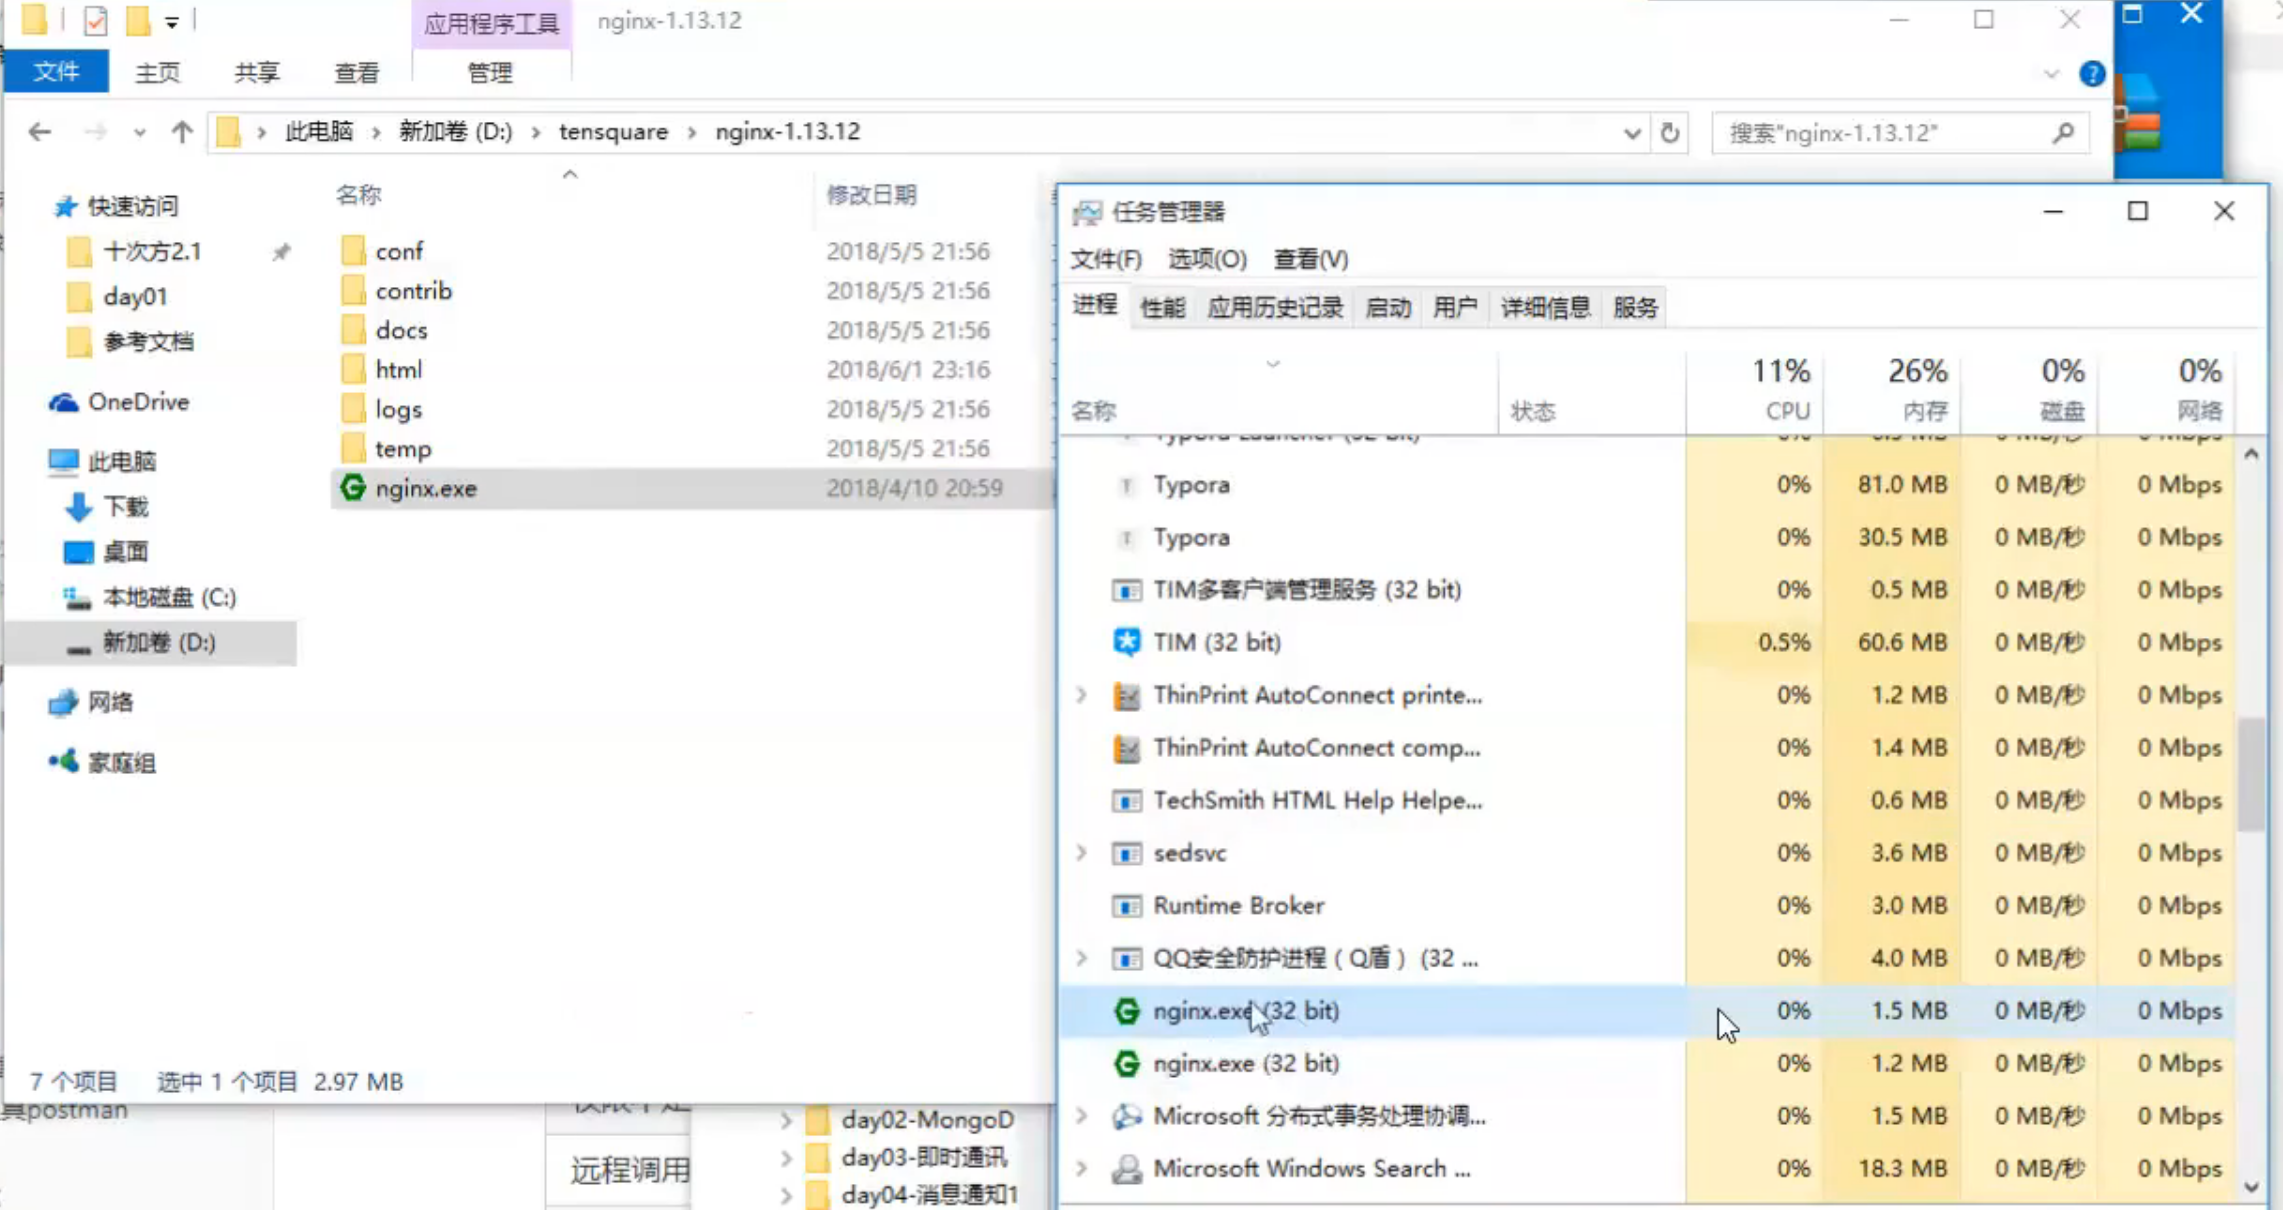 应用程序工具 nginx-1.13.12
文件 主页 共享 查看 管理
此电脑 新加卷 (D:) tensquare nginx-1.13.12
搜索"nginx-1.13.12"
快速访问
十次方2.1
day01
参考文档
OneDrive
此电脑
下载
桌面
本地磁盘 (C:)
新加卷 (D:)
网络
家庭组
名称 修改日期
conf 2018/5/5 21:56
contrib 2018/5/5 21:56
docs 2018/5/5 21:56
html 2018/6/1 23:16
logs 2018/5/5 21:56
temp 2018/5/5 21:56
nginx.exe 2018/4/10 20:59
7 个项目 选中 1 个项目 2.97 MB
任务管理器
文件(F) 选项(O) 查看(V)
进程 性能 应用历史记录 启动 用户 详细信息 服务
11% 26% 0% 0%
名称 状态 CPU 内存 磁盘 网络
Typora 0% 81.0 MB 0 MB/秒 0 Mbps
Typora 0% 30.5 MB 0 MB/秒 0 Mbps
TIM多客户端管理服务 (32 bit) 0% 0.5 MB 0 MB/秒 0 Mbps
TIM (32 bit) 0.5% 60.6 MB 0 MB/秒 0 Mbps
ThinPrint AutoConnect printe... 0% 1.2 MB 0 MB/秒 0 Mbps
ThinPrint AutoConnect comp... 0% 1.4 MB 0 MB/秒 0 Mbps
TechSmith HTML Help Helpe... 0% 0.6 MB 0 MB/秒 0 Mbps
sedsvc 0% 3.6 MB 0 MB/秒 0 Mbps
Runtime Broker 0% 3.0 MB 0 MB/秒 0 Mbps
QQ安全防护进程（Q盾） (32 ... 0% 4.0 MB 0 MB/秒 0 Mbps
nginx.exe (32 bit) 0% 1.5 MB 0 MB/秒 0 Mbps
nginx.exe (32 bit) 0% 1.2 MB 0 MB/秒 0 Mbps
Microsoft 分布式事务处理协调... 0% 1.5 MB 0 MB/秒 0 Mbps
Microsoft Windows Search ... 0% 18.3 MB 0 MB/秒 0 Mbps
具postman
远程调用
day02-MongoD
day03-即时通讯
day04-消息通知1